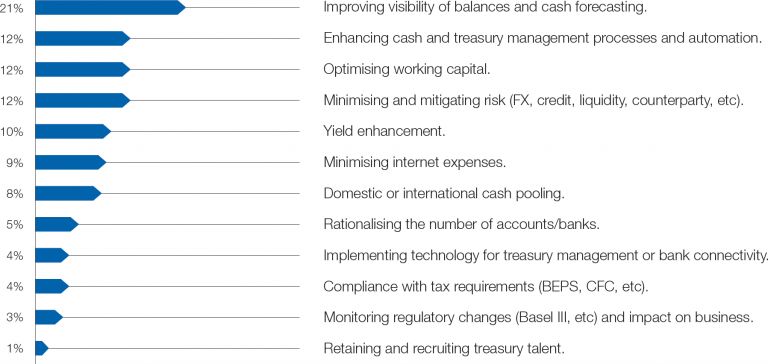 21% Improving visibility of balances and cash forecasting.
12% Enhancing cash and treasury management processes and automation.
12% Optimising working capital.
12% Minimising and mitigating risk (FX, credit, liquidity, counterparty, etc).
10% Yield enhancement.
9% Minimising internet expenses.
8% Domestic or international cash pooling.
5% Rationalising the number of accounts/banks.
4% Implementing technology for treasury management or bank connectivity.
4% Compliance with tax requirements (BEPS, CFC, etc).
3% Monitoring regulatory changes (Basel III, etc) and impact on business.
1% Retaining and recruiting treasury talent.